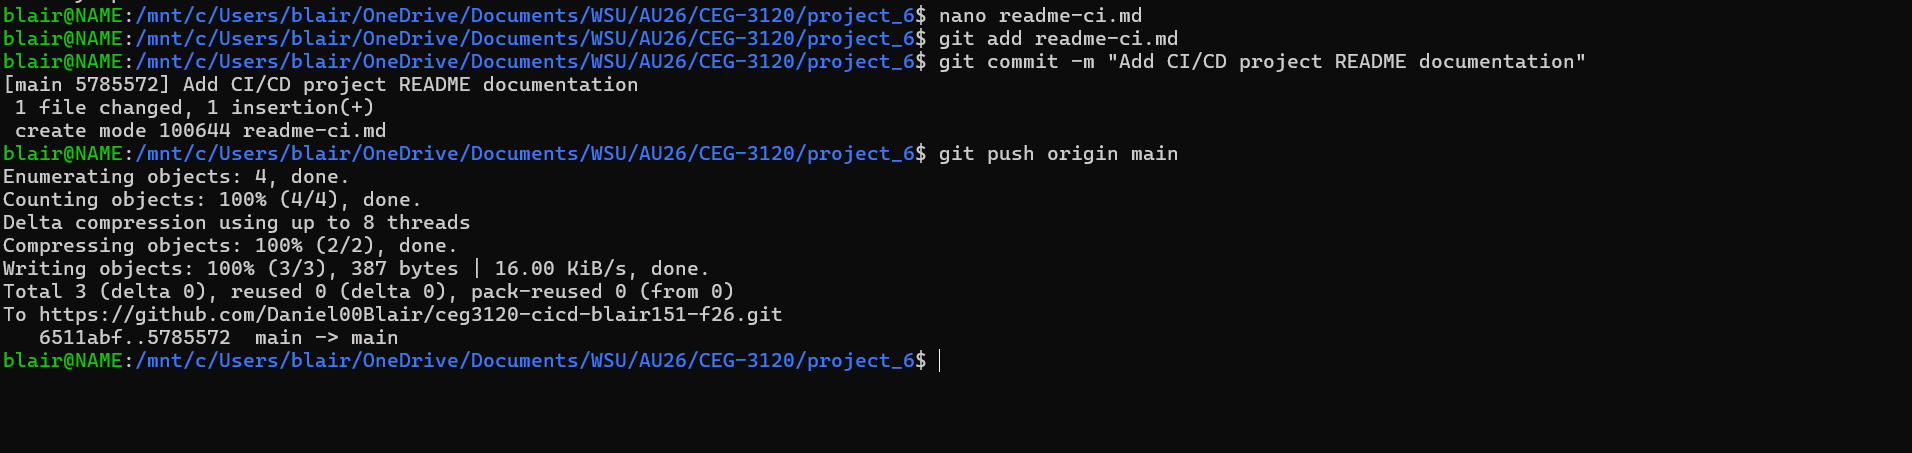 blair@NAME:/mnt/c/Users/blair/OneDrive/Documents/WSU/AU26/CEG-3120/project_6$ nano readme-ci.md
blair@NAME:/mnt/c/Users/blair/OneDrive/Documents/WSU/AU26/CEG-3120/project_6$ git add readme-ci.md
blair@NAME:/mnt/c/Users/blair/OneDrive/Documents/WSU/AU26/CEG-3120/project_6$ git commit -m "Add CI/CD project README documentation"
[main 5785572] Add CI/CD project README documentation
 1 file changed, 1 insertion(+)
 create mode 100644 readme-ci.md
blair@NAME:/mnt/c/Users/blair/OneDrive/Documents/WSU/AU26/CEG-3120/project_6$ git push origin main
Enumerating objects: 4, done.
Counting objects: 100% (4/4), done.
Delta compression using up to 8 threads
Compressing objects: 100% (2/2), done.
Writing objects: 100% (3/3), 387 bytes | 16.00 KiB/s, done.
Total 3 (delta 0), reused 0 (delta 0), pack-reused 0 (from 0)
To https://github.com/Daniel00Blair/ceg3120-cicd-blair151-f26.git
   6511abf..5785572  main -> main
blair@NAME:/mnt/c/Users/blair/OneDrive/Documents/WSU/AU26/CEG-3120/project_6$